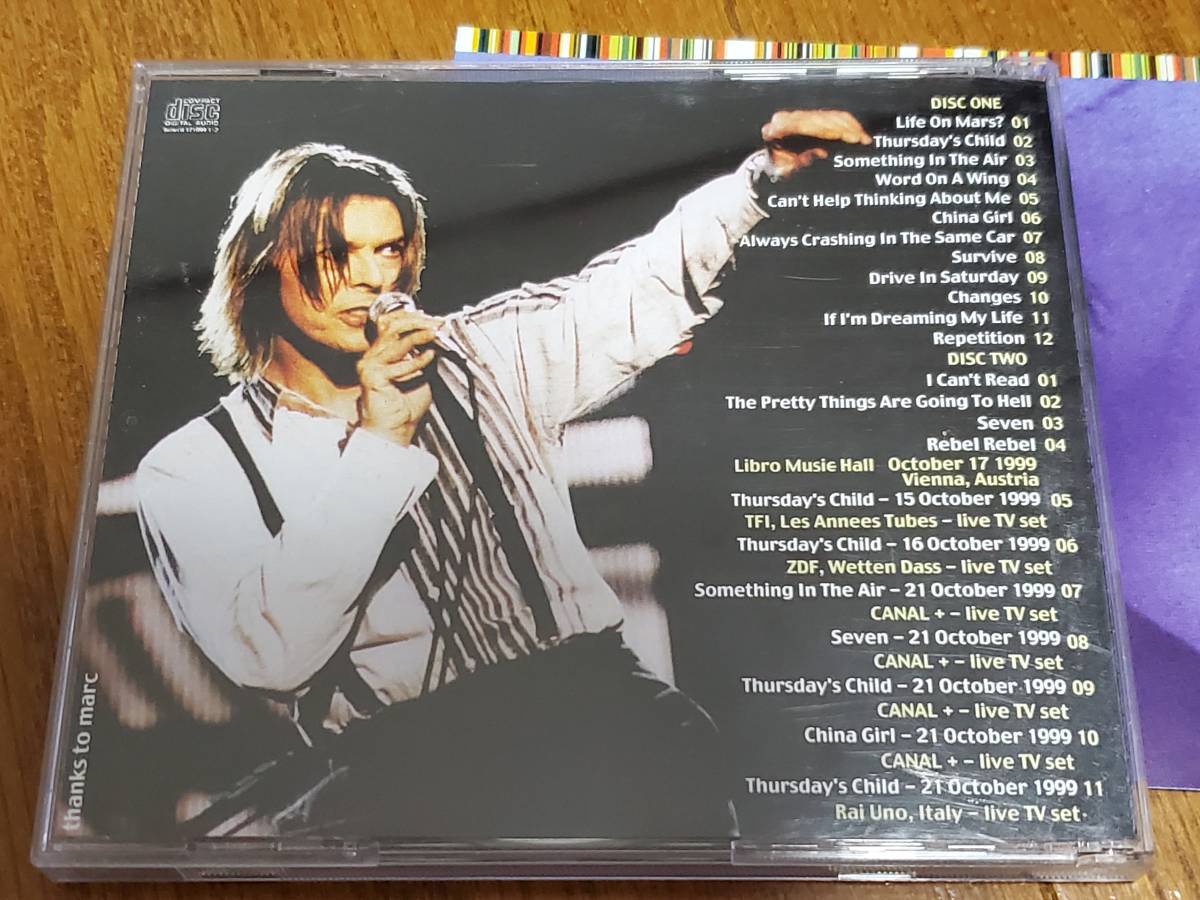 COMPACT
disc
DIGITAL AUDIO
DISC ONE
Life On Mars? 01
Thursday's Child 02
Something In The Air 03
Word On A Wing 04
Can't Help Thinking About Me 05
China Girl 06
Always Crashing In The Same Car 07
Survive 08
Drive In Saturday 09
Changes 10
If I'm Dreaming My Life 11
Repetition 12
DISC TWO
I Can't Read 01
The Pretty Things Are Going To Hell 02
Seven 03
Rebel Rebel 04
Libro Music Hall October 17 1999
Vienna, Austria
Thursday's Child – 15 October 1999 05
TFI, Les Annees Tubes – live TV set
Thursday's Child – 16 October 1999 06
ZDF, Wetten Dass – live TV set
Something In The Air – 21 October 1999 07
CANAL + – live TV set
Seven – 21 October 1999 08
CANAL + – live TV set
Thursday's Child – 21 October 1999 09
CANAL + – live TV set
China Girl – 21 October 1999 10
CANAL + – live TV set
Thursday's Child – 21 October 1999 11
Rai Uno, Italy – live TV set
thanks to marc